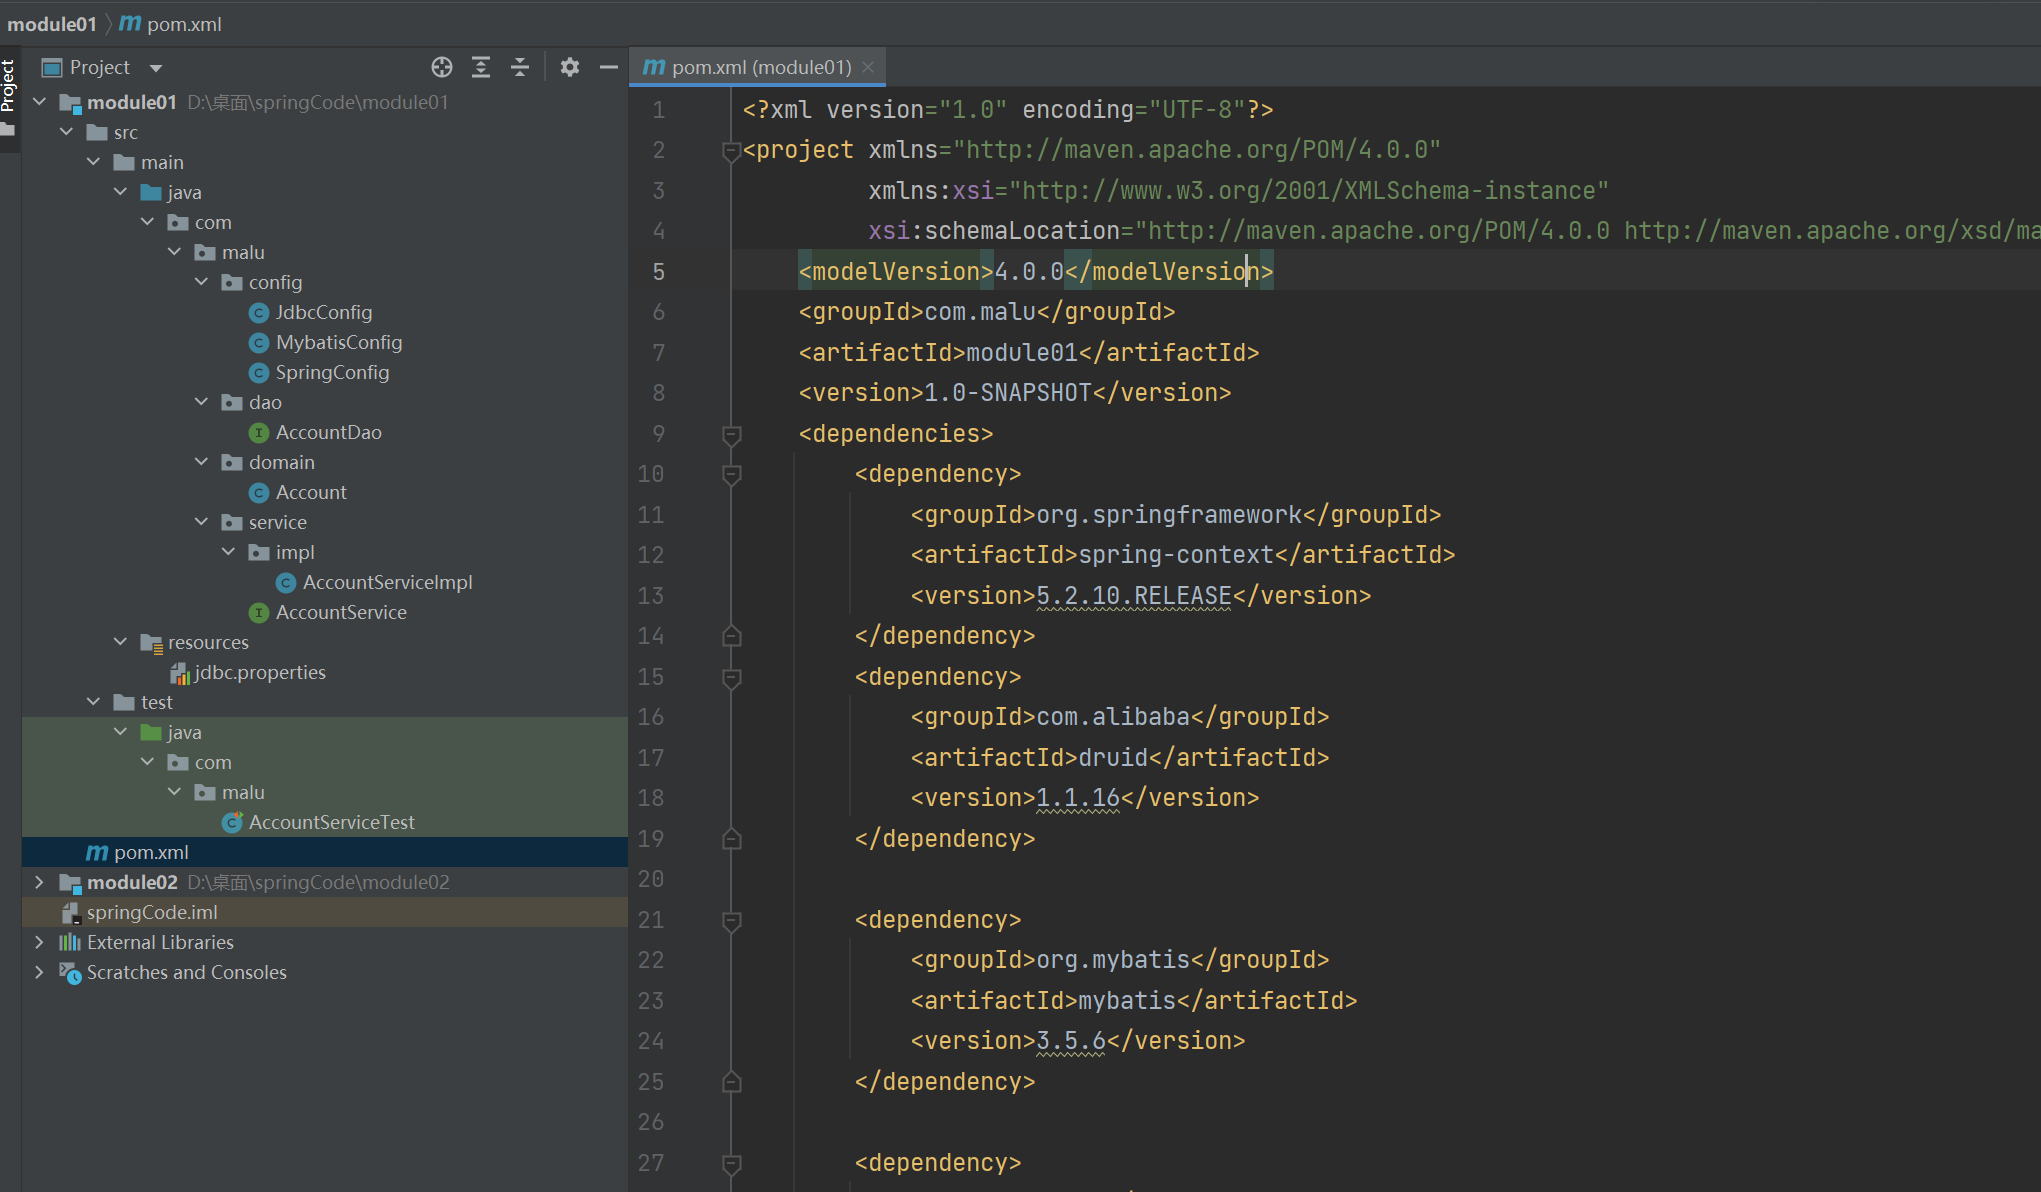 module01 pom.xml
Project
Project
module01 D:\桌面\springCode\module01
src
main
java
com
malu
config
JdbcConfig
MybatisConfig
SpringConfig
dao
AccountDao
domain
Account
service
impl
AccountServiceImpl
AccountService
resources
jdbc.properties
test
java
com
malu
AccountServiceTest
pom.xml
module02 D:\桌面\springCode\module02
springCode.iml
External Libraries
Scratches and Consoles
pom.xml (module01)
1 <?xml version="1.0" encoding="UTF-8"?>
2 <project xmlns="http://maven.apache.org/POM/4.0.0"
3 xmlns:xsi="http://www.w3.org/2001/XMLSchema-instance"
4 xsi:schemaLocation="http://maven.apache.org/POM/4.0.0 http://maven.apache.org/xsd/ma
5 <modelVersion>4.0.0</modelVersion>
6 <groupId>com.malu</groupId>
7 <artifactId>module01</artifactId>
8 <version>1.0-SNAPSHOT</version>
9 <dependencies>
10 <dependency>
11 <groupId>org.springframework</groupId>
12 <artifactId>spring-context</artifactId>
13 <version>5.2.10.RELEASE</version>
14 </dependency>
15 <dependency>
16 <groupId>com.alibaba</groupId>
17 <artifactId>druid</artifactId>
18 <version>1.1.16</version>
19 </dependency>
20
21 <dependency>
22 <groupId>org.mybatis</groupId>
23 <artifactId>mybatis</artifactId>
24 <version>3.5.6</version>
25 </dependency>
26
27 <dependency>